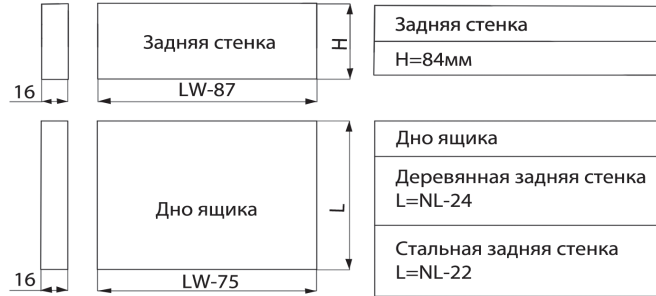 Задняя стенка
H
16
LW-87
Задняя стенка
H=84мм
Дно ящика
L
16
LW-75
Дно ящика
Деревянная задняя стенка
L=NL-24
Стальная задняя стенка
L=NL-22